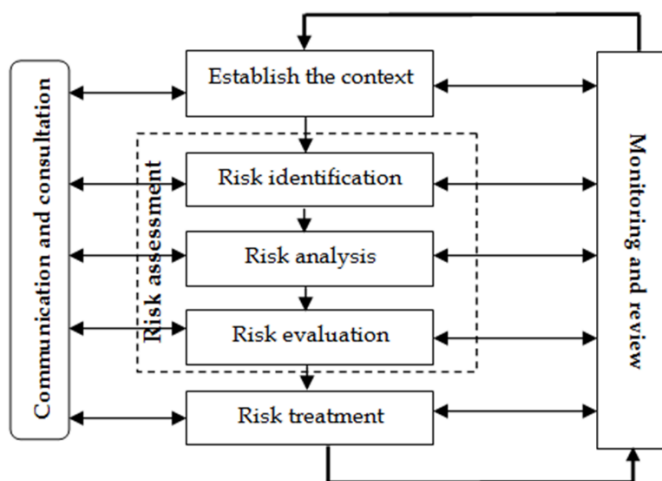 Establish the context
Communication and consultation
Risk assessment
Risk identification
Risk analysis
Risk evaluation
Risk treatment
Monitoring and review